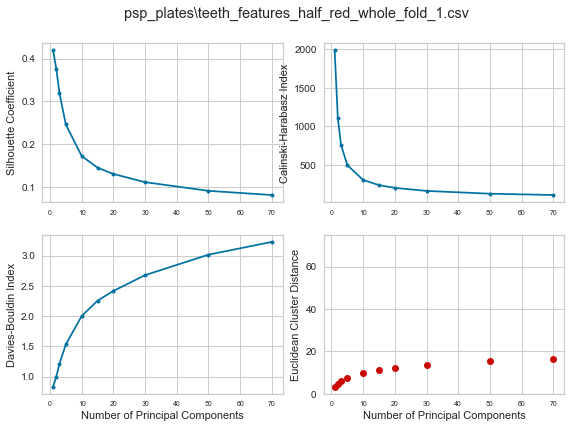 psp_plates\teeth_features_half_red_whole_fold_1.csv
Silhouette Coefficient
0.4
0.3
0.2
0.1
0 10 20 30 40 50 60 70
Calinski-Harabasz Index
2000
1500
1000
500
0 10 20 30 40 50 60 70
Davies-Bouldin Index
3.0
2.5
2.0
1.5
1.0
0 10 20 30 40 50 60 70
Number of Principal Components
Euclidean Cluster Distance
60
40
20
0
0 10 20 30 40 50 60 70
Number of Principal Components